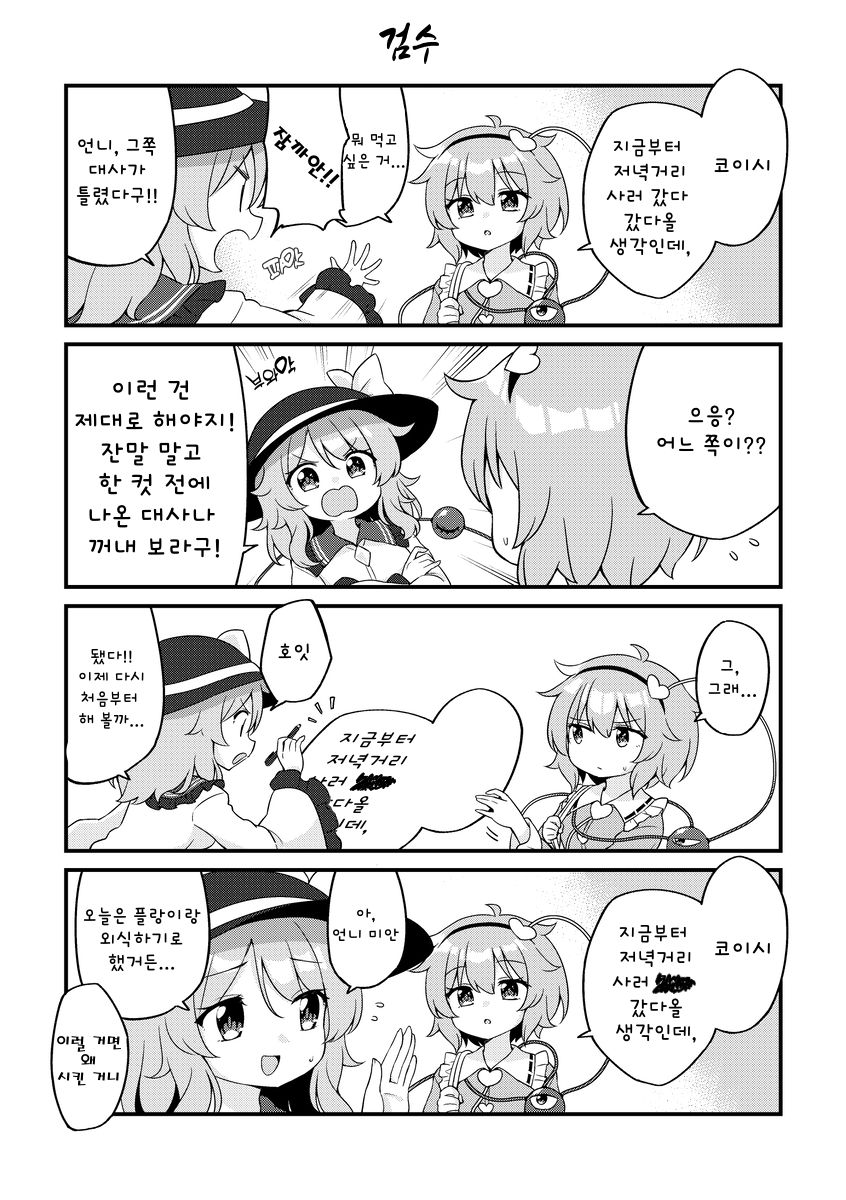 검수
코이시
지금부터
저녁거리
사러 갔다
갔다올
생각인데,
뭐 먹고
싶은 거...
잠까안!!
파앗
언니, 그쪽
대사가
틀렸다구!!
으응?
어느 쪽이??
부와악
이런 건
제대로 해야지!
잔말 말고
한 컷 전에
나온 대사나
꺼내 보라구!
그,
그래...
지금부터
저녁거리
사러
갔다올
인데,
호잇
됐다!!
이제 다시
처음부터
해 볼까...
코이시
지금부터
저녁거리
사러
갔다올
생각인데,
아,
언니 미안
오늘은 플랑이랑
외식하기로
했거든...
이럴 거면
왜
시킨 거니